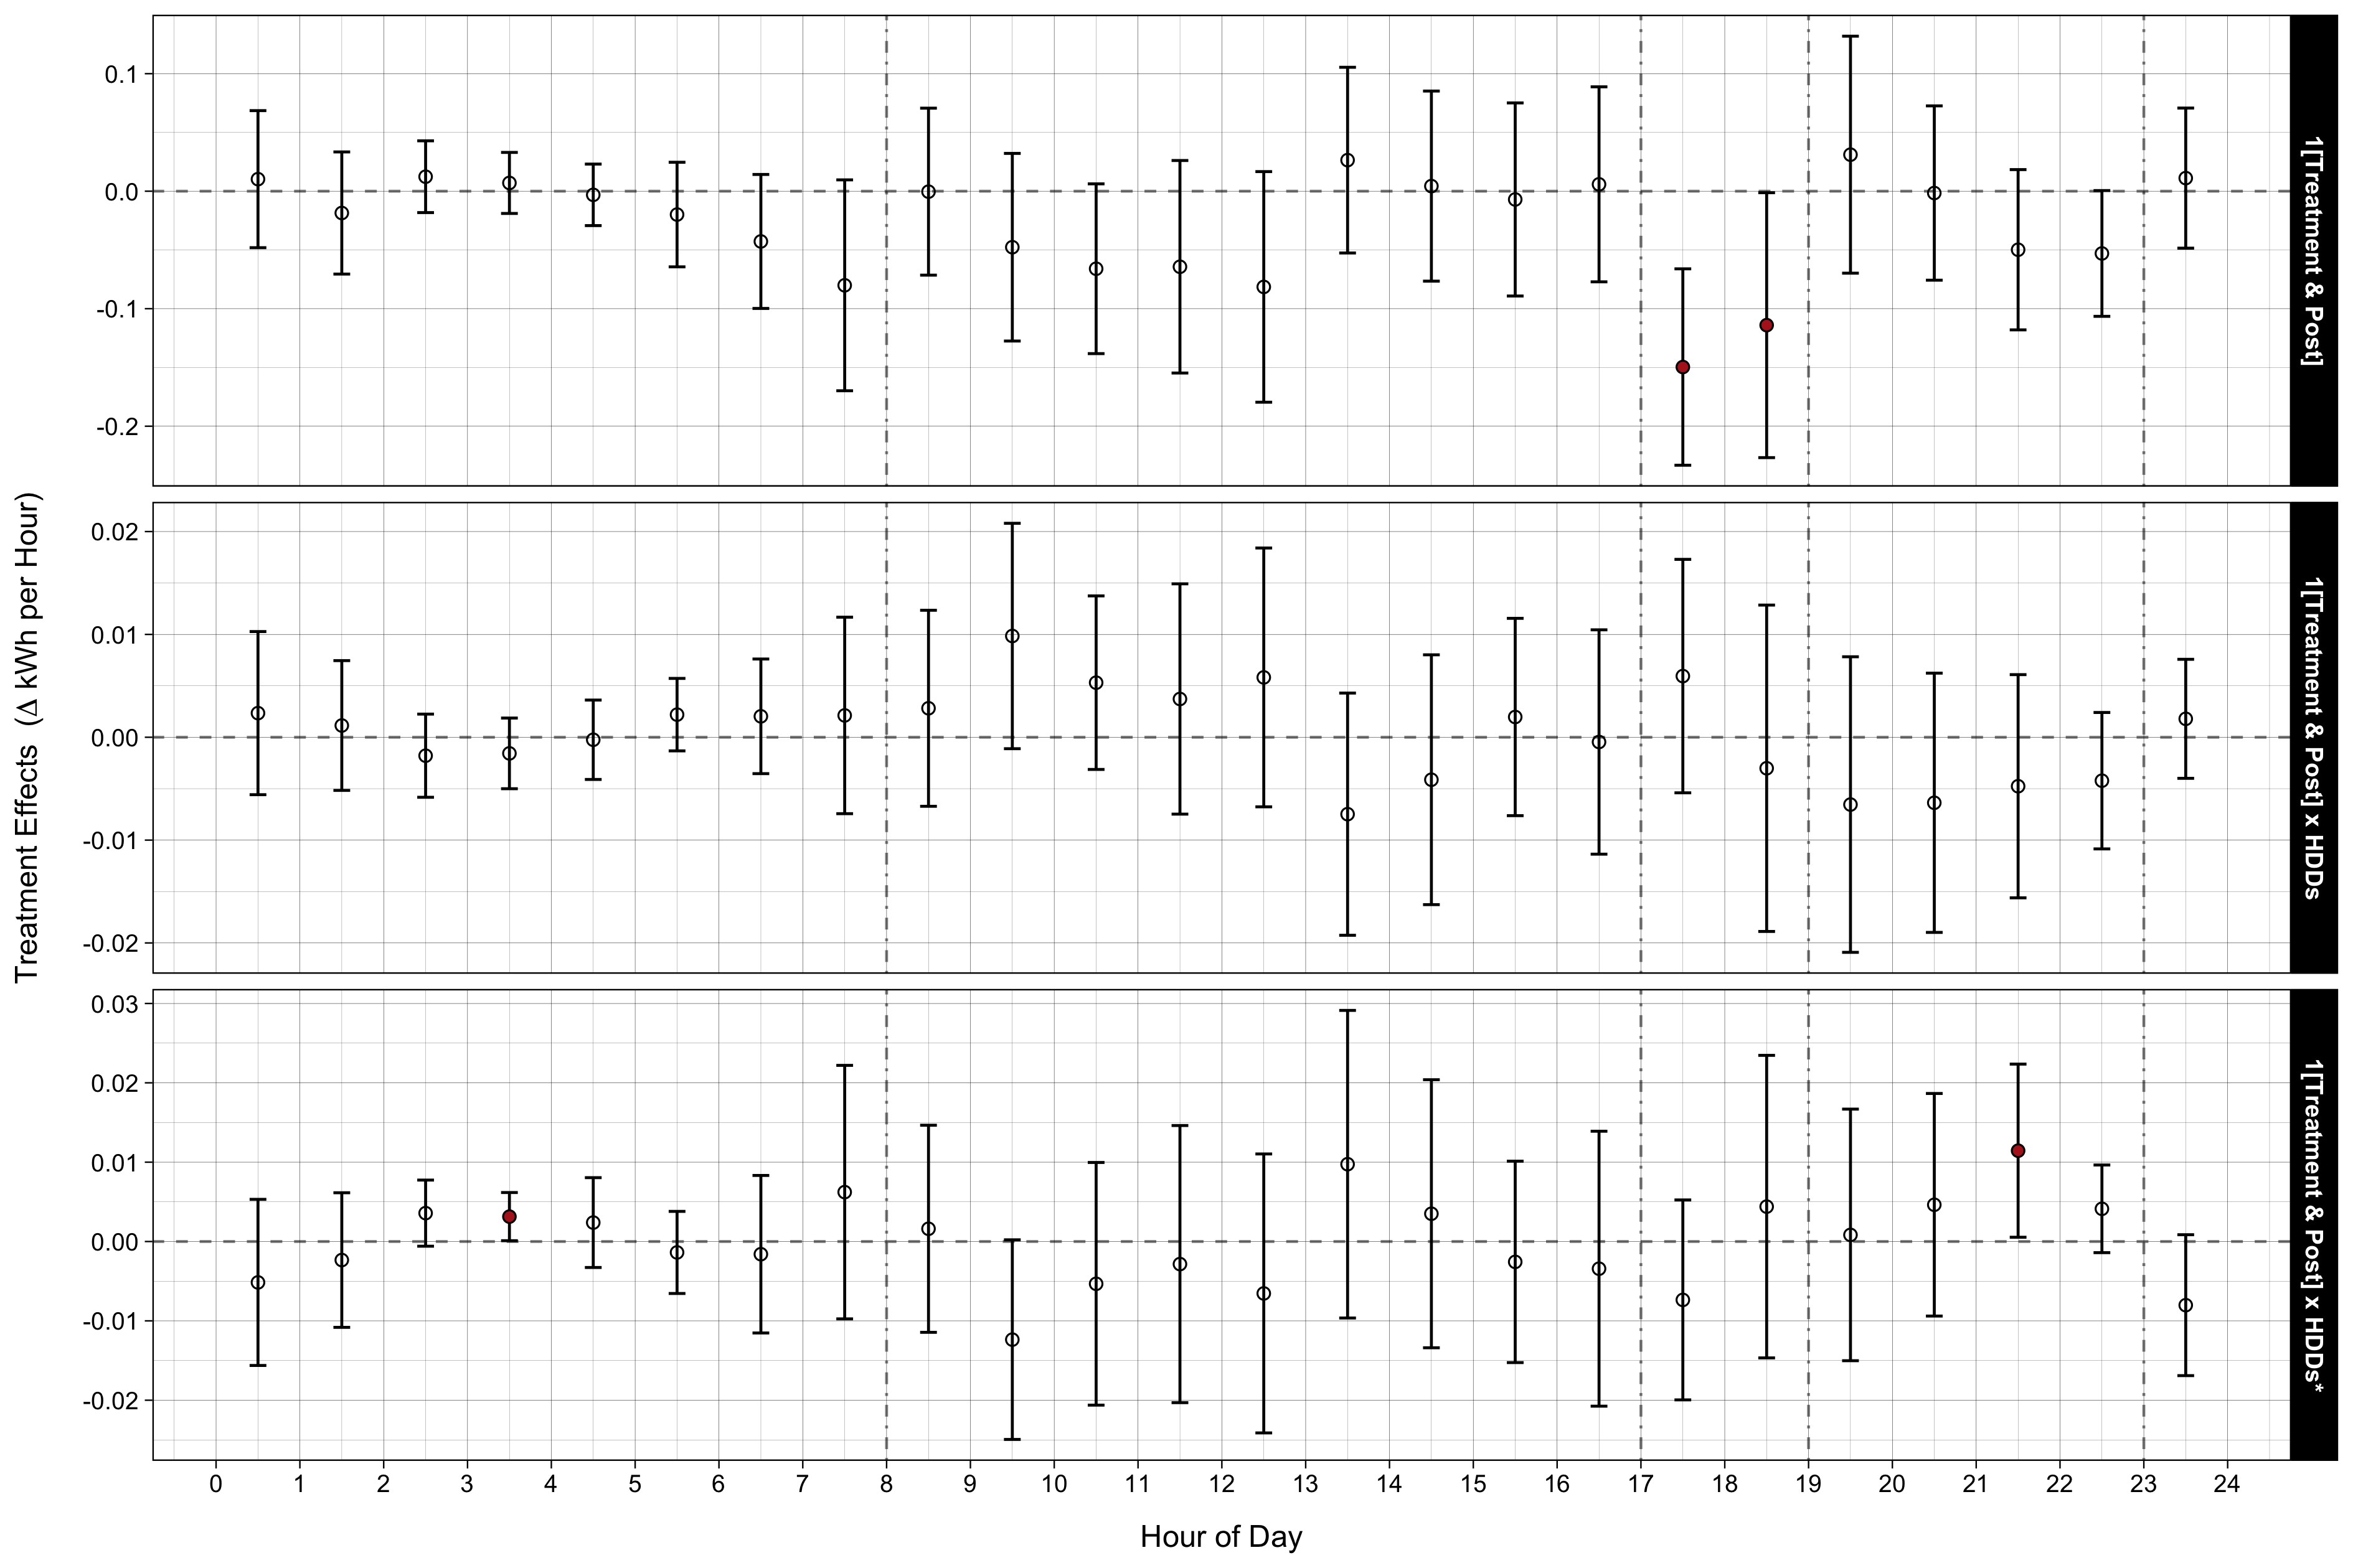 Treatment Effects (Δ kWh per Hour)
0.1
0.0
-0.1
-0.2
1[Treatment & Post]
0.02
0.01
0.00
-0.01
-0.02
1[Treatment & Post] x HDDs
0.03
0.02
0.01
0.00
-0.01
-0.02
1[Treatment & Post] x HDDs*
0 1 2 3 4 5 6 7 8 9 10 11 12 13 14 15 16 17 18 19 20 21 22 23 24
Hour of Day